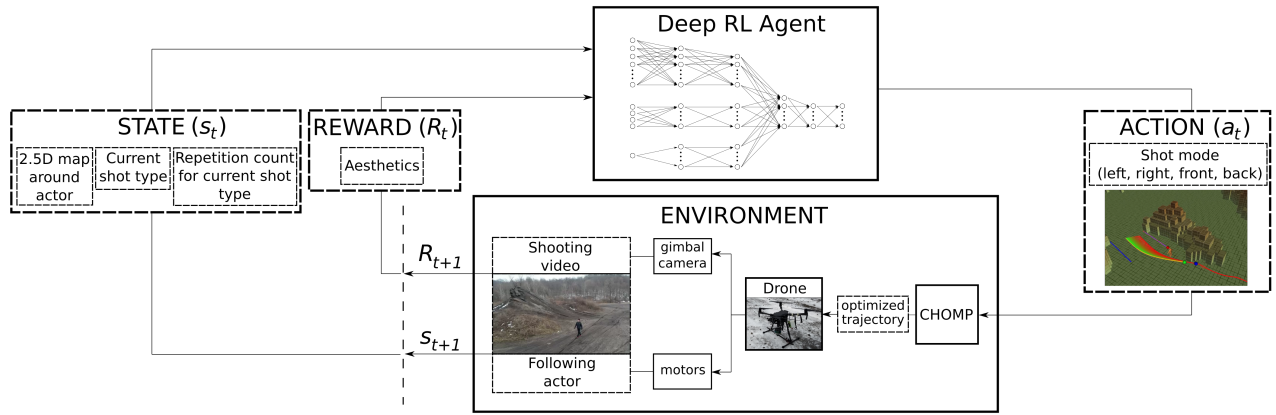 Deep RL Agent
STATE (s_t)
2.5D map
around
actor
Current
shot type
Repetition count
for current shot
type
REWARD (R_t)
Aesthetics
ACTION (a_t)
Shot mode
(left, right, front, back)
ENVIRONMENT
R_{t+1}
s_{t+1}
Shooting
video
Following
actor
gimbal
camera
motors
Drone
optimized
trajectory
CHOMP